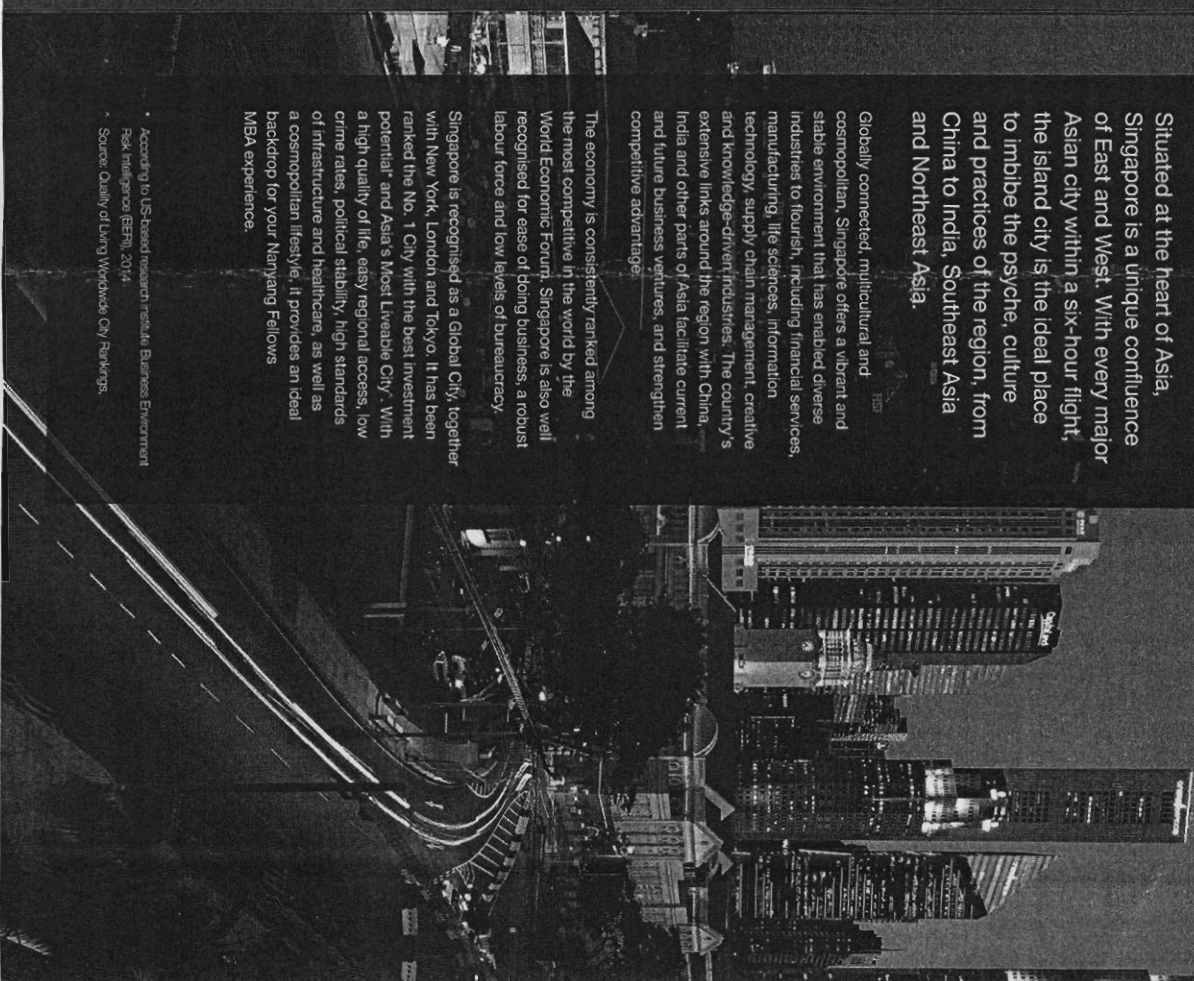 Situated at the heart of Asia,
Singapore is a unique confluence
of East and West. With every major
Asian city within a six-hour flight,
the island city is the ideal place
to imbibe the psyche, culture
and practices of the region, from
China to India, Southeast Asia
and Northeast Asia.
Globally connected, multicultural and
cosmopolitan, Singapore offers a vibrant and
stable environment that has enabled diverse
industries to flourish, including financial services,
manufacturing, life sciences, information
technology, supply chain management, creative
and knowledge-driven industries. The country's
extensive links around the region with China,
India and other parts of Asia facilitate current
and future business ventures, and strengthen
competitive advantage.
The economy is consistently ranked among
the most competitive in the world by the
World Economic Forum. Singapore is also well
recognised for ease of doing business, a robust
labour force and low levels of bureaucracy.
Singapore is recognised as a Global City, together
with New York, London and Tokyo. It has been
ranked the No. 1 City with the best investment
potential* and Asia's Most Liveable City^. With
a high quality of life, easy regional access, low
crime rates, political stability, high standards
of infrastructure and healthcare, as well as
a cosmopolitan lifestyle, it provides an ideal
backdrop for your Nanyang Fellows
MBA experience.
* According to US-based research institute Business Environment
Risk Intelligence (BERI), 2014
^ Source: Quality of Living Worldwide City Rankings,